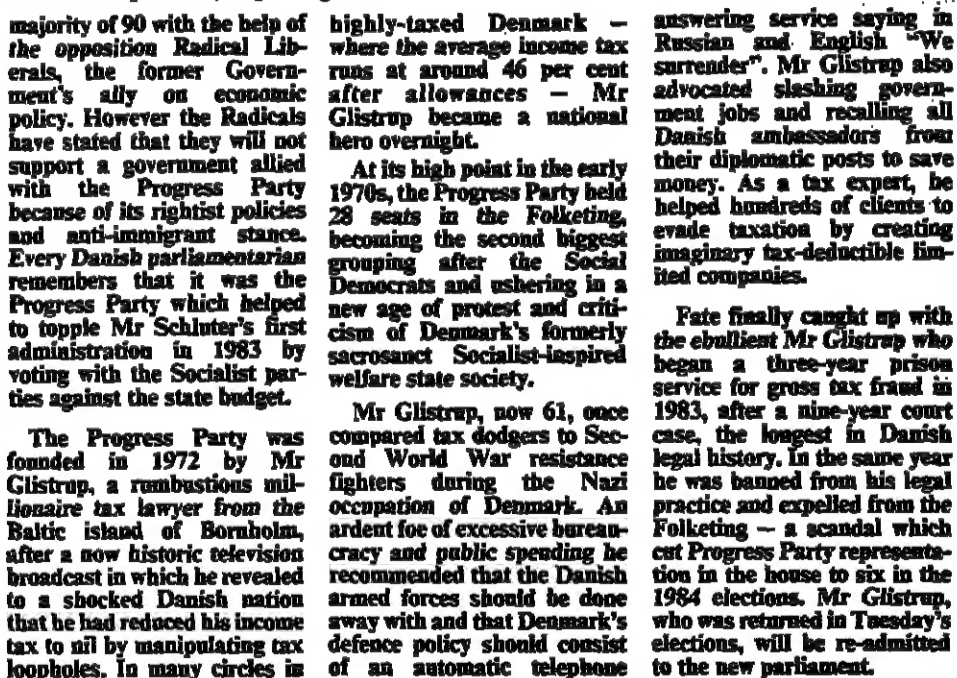 majority of 90 with the help of
the opposition Radical Lib-
erals, the former Govern-
ment's ally on economic
policy. However the Radicals
have stated that they will not
support a government allied
with the Progress Party
because of its rightist policies
and anti-immigrant stance.
Every Danish parliamentarian
remembers that it was the
Progress Party which helped
to topple Mr Schluter's first
administration in 1983 by
voting with the Socialist par-
ties against the state budget.
The Progress Party was
founded in 1972 by Mr
Glistrup, a rumbustious mil-
lionaire tax lawyer from the
Baltic island of Bornholm,
after a now historic television
broadcast in which he revealed
to a shocked Danish nation
that he had reduced his income
tax to nil by manipulating tax
loopholes. In many circles in
highly-taxed Denmark —
where the average income tax
runs at around 46 per cent
after allowances — Mr
Glistrup became a national
hero overnight.
At its high point in the early
1970s, the Progress Party held
28 seats in the Folketing,
becoming the second biggest
grouping after the Social
Democrats and ushering in a
new age of protest and criti-
cism of Denmark's formerly
sacrosanct Socialist-inspired
welfare state society.
Mr Glistrup, now 61, once
compared tax dodgers to Sec-
ond World War resistance
fighters during the Nazi
occupation of Denmark. An
ardent foe of excessive bureau-
cracy and public spending he
recommended that the Danish
armed forces should be done
away with and that Denmark's
defence policy should consist
of an automatic telephone
answering service saying in
Russian and English "We
surrender". Mr Glistrup also
advocated slashing govern-
ment jobs and recalling all
Danish ambassadors from
their diplomatic posts to save
money. As a tax expert, he
helped hundreds of clients to
evade taxation by creating
imaginary tax-deductible lim-
ited companies.
Fate finally caught up with
the ebullient Mr Glistrup who
began a three-year prison
service for gross tax fraud in
1983, after a nine-year court
case, the longest in Danish
legal history. In the same year
he was banned from his legal
practice and expelled from the
Folketing — a scandal which
cut Progress Party representa-
tion in the house to six in the
1984 elections. Mr Glistrup,
who was returned in Tuesday's
elections, will be re-admitted
to the new parliament.